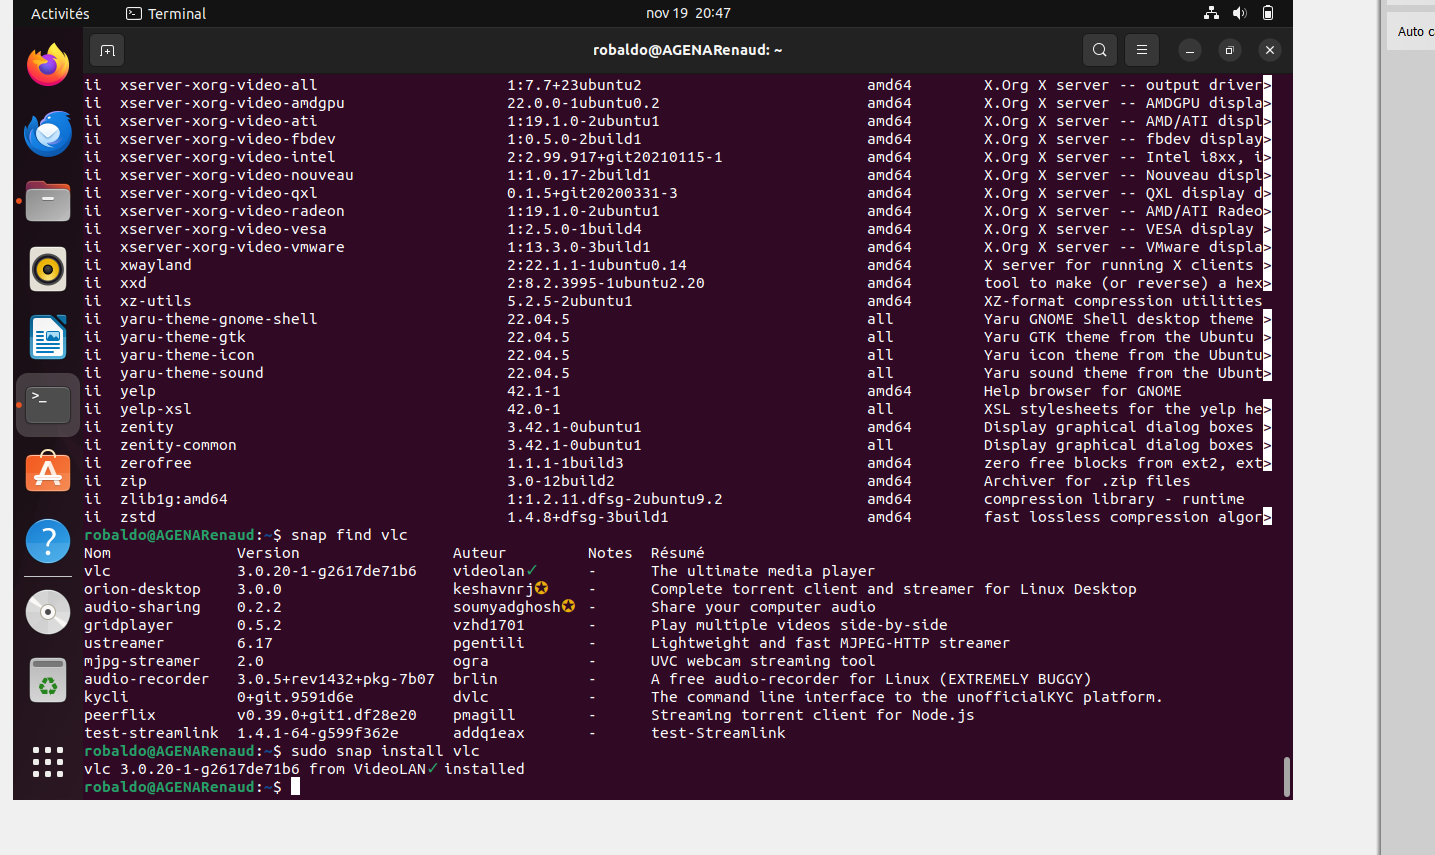 Activités   Terminal   nov 19  20:47
Auto c
robaldo@AGENARenaud: ~
ii  xserver-xorg-video-all  1:7.7+23ubuntu2  amd64  X.Org X server -- output driver>
ii  xserver-xorg-video-amdgpu  22.0.0-1ubuntu0.2  amd64  X.Org X server -- AMDGPU displa>
ii  xserver-xorg-video-ati  1:19.1.0-2ubuntu1  amd64  X.Org X server -- AMD/ATI displ>
ii  xserver-xorg-video-fbdev  1:0.5.0-2build1  amd64  X.Org X server -- fbdev display>
ii  xserver-xorg-video-intel  2:2.99.917+git20210115-1  amd64  X.Org X server -- Intel i8xx, i>
ii  xserver-xorg-video-nouveau  1:1.0.17-2build1  amd64  X.Org X server -- Nouveau displ>
ii  xserver-xorg-video-qxl  0.1.5+git20200331-3  amd64  X.Org X server -- QXL display d>
ii  xserver-xorg-video-radeon  1:19.1.0-2ubuntu1  amd64  X.Org X server -- AMD/ATI Radeo>
ii  xserver-xorg-video-vesa  1:2.5.0-1build4  amd64  X.Org X server -- VESA display >
ii  xserver-xorg-video-vmware  1:13.3.0-3build1  amd64  X.Org X server -- VMware displa>
ii  xwayland  2:22.1.1-1ubuntu0.14  amd64  X server for running X clients >
ii  xxd  2:8.2.3995-1ubuntu2.20  amd64  tool to make (or reverse) a hex>
ii  xz-utils  5.2.5-2ubuntu1  amd64  XZ-format compression utilities
ii  yaru-theme-gnome-shell  22.04.5  all  Yaru GNOME Shell desktop theme >
ii  yaru-theme-gtk  22.04.5  all  Yaru GTK theme from the Ubuntu >
ii  yaru-theme-icon  22.04.5  all  Yaru icon theme from the Ubuntu>
ii  yaru-theme-sound  22.04.5  all  Yaru sound theme from the Ubunt>
ii  yelp  42.1-1  amd64  Help browser for GNOME
ii  yelp-xsl  42.0-1  all  XSL stylesheets for the yelp he>
ii  zenity  3.42.1-0ubuntu1  amd64  Display graphical dialog boxes >
ii  zenity-common  3.42.1-0ubuntu1  all  Display graphical dialog boxes >
ii  zerofree  1.1.1-1build3  amd64  zero free blocks from ext2, ext>
ii  zip  3.0-12build2  amd64  Archiver for .zip files
ii  zlib1g:amd64  1:1.2.11.dfsg-2ubuntu9.2  amd64  compression library - runtime
ii  zstd  1.4.8+dfsg-3build1  amd64  fast lossless compression algor>
robaldo@AGENARenaud:~$ snap find vlc
Nom  Version  Auteur  Notes  Résumé
vlc  3.0.20-1-g2617de71b6  videolan✓  -  The ultimate media player
orion-desktop  3.0.0  keshavnrj✪  -  Complete torrent client and streamer for Linux Desktop
audio-sharing  0.2.2  soumyadghosh✪  -  Share your computer audio
gridplayer  0.5.2  vzhd1701  -  Play multiple videos side-by-side
ustreamer  6.17  pgentili  -  Lightweight and fast MJPEG-HTTP streamer
mjpg-streamer  2.0  ogra  -  UVC webcam streaming tool
audio-recorder  3.0.5+rev1432+pkg-7b07  brlin  -  A free audio-recorder for Linux (EXTREMELY BUGGY)
kycli  0+git.9591d6e  dvlc  -  The command line interface to the unofficialKYC platform.
peerflix  v0.39.0+git1.df28e20  pmagill  -  Streaming torrent client for Node.js
test-streamlink  1.4.1-64-g599f362e  addq1eax  -  test-Streamlink
robaldo@AGENARenaud:~$ sudo snap install vlc
vlc 3.0.20-1-g2617de71b6 from VideoLAN✓ installed
robaldo@AGENARenaud:~$